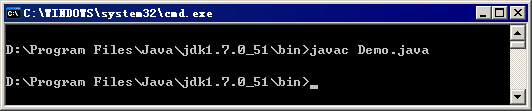 C:\WINDOWS\system32\cmd.exe
D:\Program Files\Java\jdk1.7.0_51\bin>javac Demo.java
D:\Program Files\Java\jdk1.7.0_51\bin>_